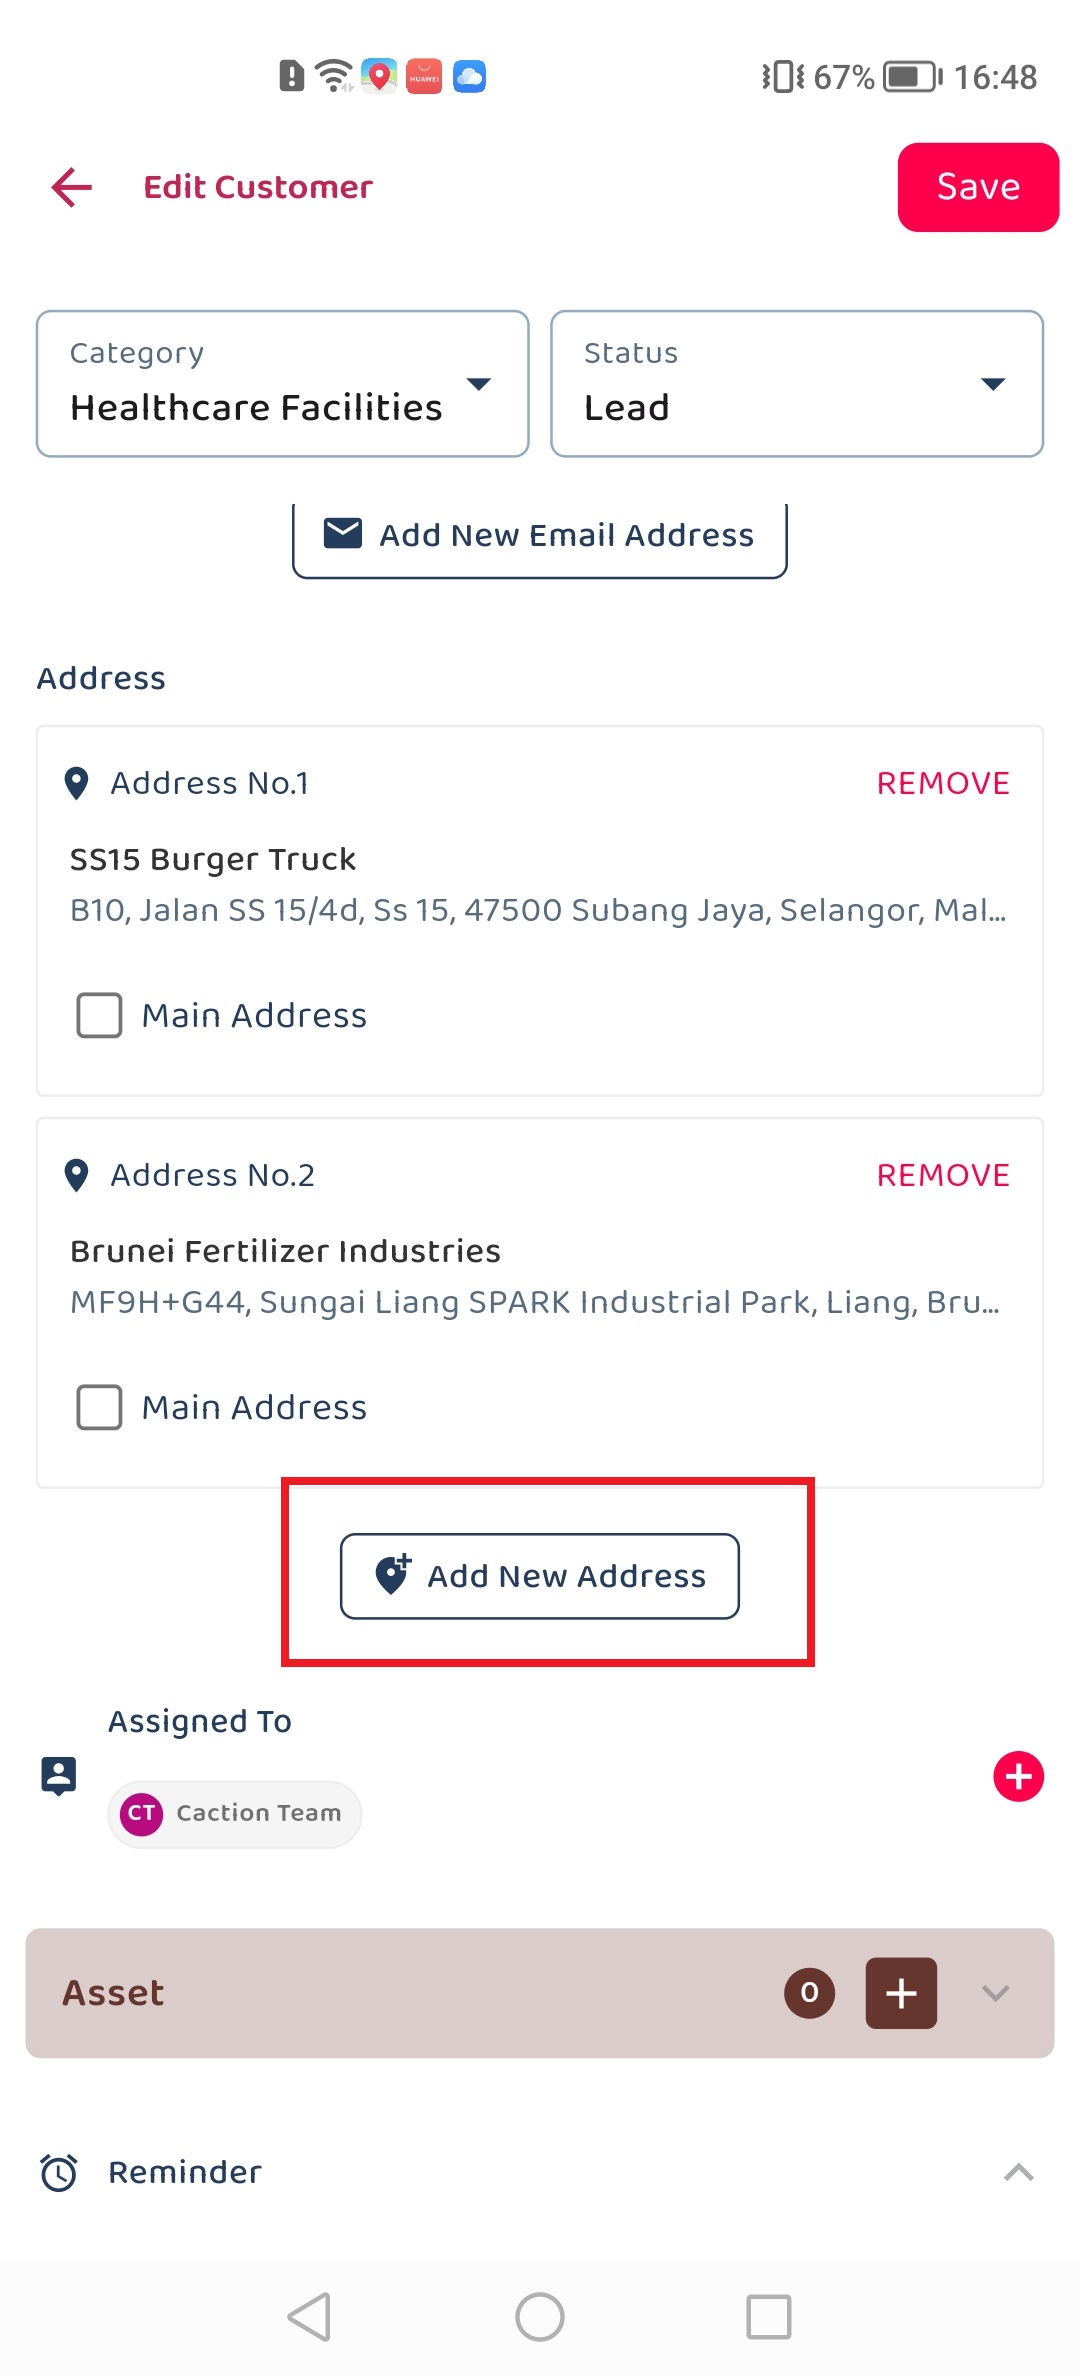 67% 16:48
HUAWEI
Edit Customer
Save
Category
Healthcare Facilities
Status
Lead
Add New Email Address
Address
Address No.1
REMOVE
SS15 Burger Truck
B10, Jalan SS 15/4d, Ss 15, 47500 Subang Jaya, Selangor, Mal...
Main Address
Address No.2
REMOVE
Brunei Fertilizer Industries
MF9H+G44, Sungai Liang SPARK Industrial Park, Liang, Bru...
Main Address
Add New Address
Assigned To
CT Caction Team
Asset
0
Reminder